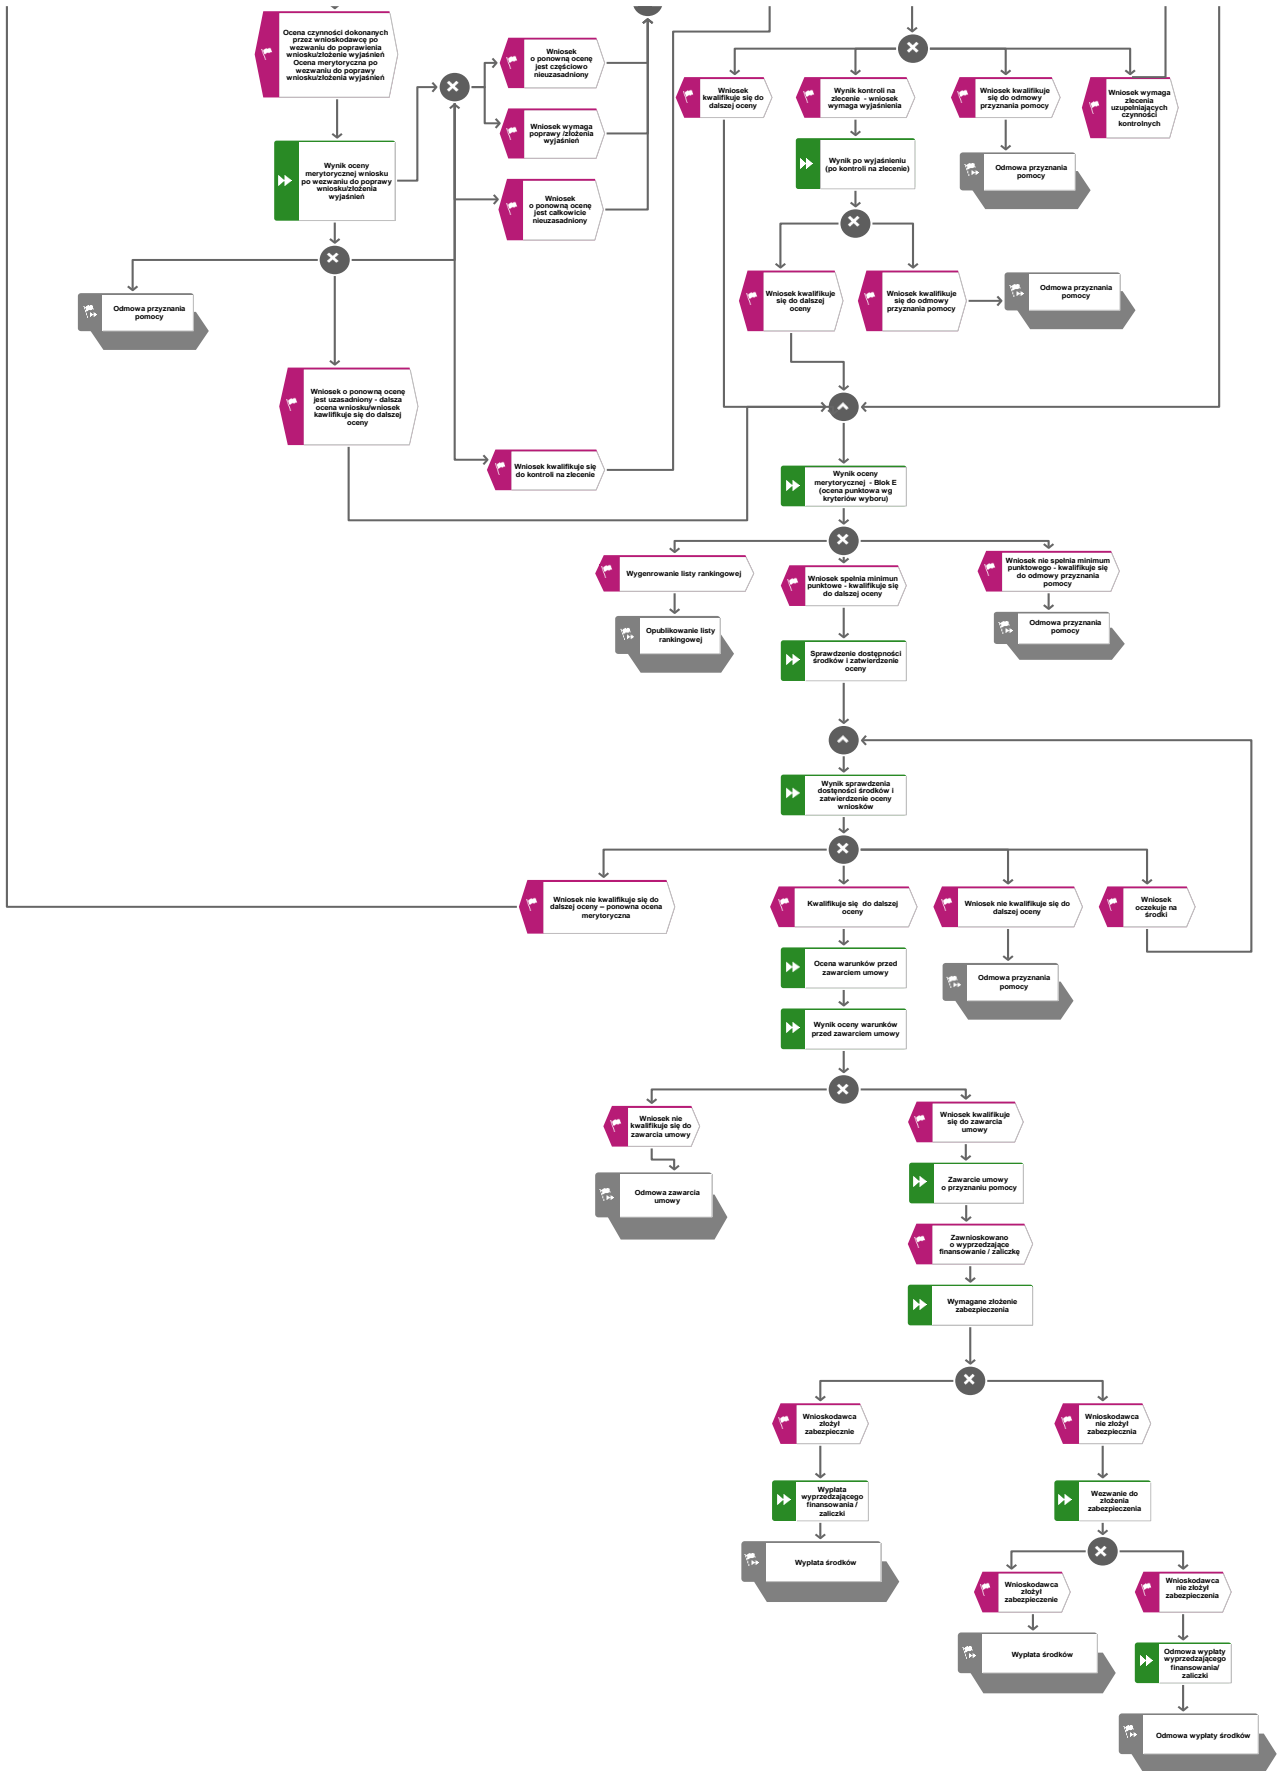 Ocena czynności dokonanych
przez wnioskodawcę po
wezwaniu do poprawienia
wniosku/złożenie wyjaśnień
Ocena merytoryczna po
wezwaniu do poprawy
wniosku/złożenia wyjaśnień
Wniosek
o ponowną ocenę
jest częściowo
nieuzasadniony
Wniosek
kwalifikuje się do
dalszej oceny
Wynik kontroli na
zlecenie - wniosek
wymaga wyjaśnienia
Wniosek kwalifikuje
się do odmowy
przyznania pomocy
Wniosek wymaga
zlecenia
uzupełniających
czynności
kontrolnych
Wniosek wymaga
poprawy /złożenia
wyjaśnień
Wynik oceny
merytorycznej wniosku
po wezwaniu do poprawy
wniosku/złożenia
wyjaśnień
Wynik po wyjaśnieniu
(po kontroli na zlecenie)
Odmowa przyznania
pomocy
Wniosek
o ponowną ocenę
jest całkowicie
nieuzasadniony
Odmowa przyznania
pomocy
Wniosek kwalifikuje
się do dalszej
oceny
Wniosek kwalifikuje
się do odmowy
przyznania pomocy
Odmowa przyznania
pomocy
Wniosek o ponowną ocenę
jest uzasadniony - dalsza
ocena wniosku/wniosek
kawlifikuje się do dalszej
oceny
Wniosek kwalifikuje się
do kontroli na zlecenie
Wynik oceny
merytorycznej - Blok E
(ocena punktowa wg
kryteriów wyboru)
Wygenrowanie listy rankingowej
Wniosek spełnia minimun
punktowe - kwalifikuje się
do dalszej oceny
Wniosek nie spełnia minimum
punktowego - kwalifikuje się
do odmowy przyznania
pomocy
Opublikowanie listy
rankingowej
Odmowa przyznania
pomocy
Sprawdzenie dostępności
środków i zatwierdzenie
oceny
Wynik sprawdzenia
dostęności środków i
zatwierdzenie oceny
wniosków
Wniosek nie kwalifikuje się do
dalszej oceny – ponowna ocena
merytoryczna
Kwalifikuje się do dalszej
oceny
Wniosek nie kwalifikuje się do
dalszej oceny
Wniosek
oczekuje na
środki
Ocena warunków przed
zawarciem umowy
Odmowa przyznania
pomocy
Wynik oceny warunków
przed zawarciem umowy
Wniosek nie
kwalifikuje się do
zawarcia umowy
Wniosek kwalifikuje
się do zawarcia
umowy
Odmowa zawarcia
umowy
Zawarcie umowy
o przyznaniu pomocy
Zawnioskowano
o wyprzedzające
finansowanie / zaliczkę
Wymagane złożenie
zabezpieczenia
Wnioskodawca
złożył
zabezpiecznie
Wnioskodawca
nie złożył
zabezpiecznia
Wypłata
wyprzedzającego
finansowania /
zaliczki
Wezwanie do
złożenia
zabezpieczenia
Wypłata środków
Wnioskodawca
złożył
zabezpieczenie
Wnioskodawca
nie złożył
zabezpieczenia
Wypłata środków
Odmowa wypłaty
wyprzedzającego
finansowania/
zaliczki
Odmowa wypłaty środków